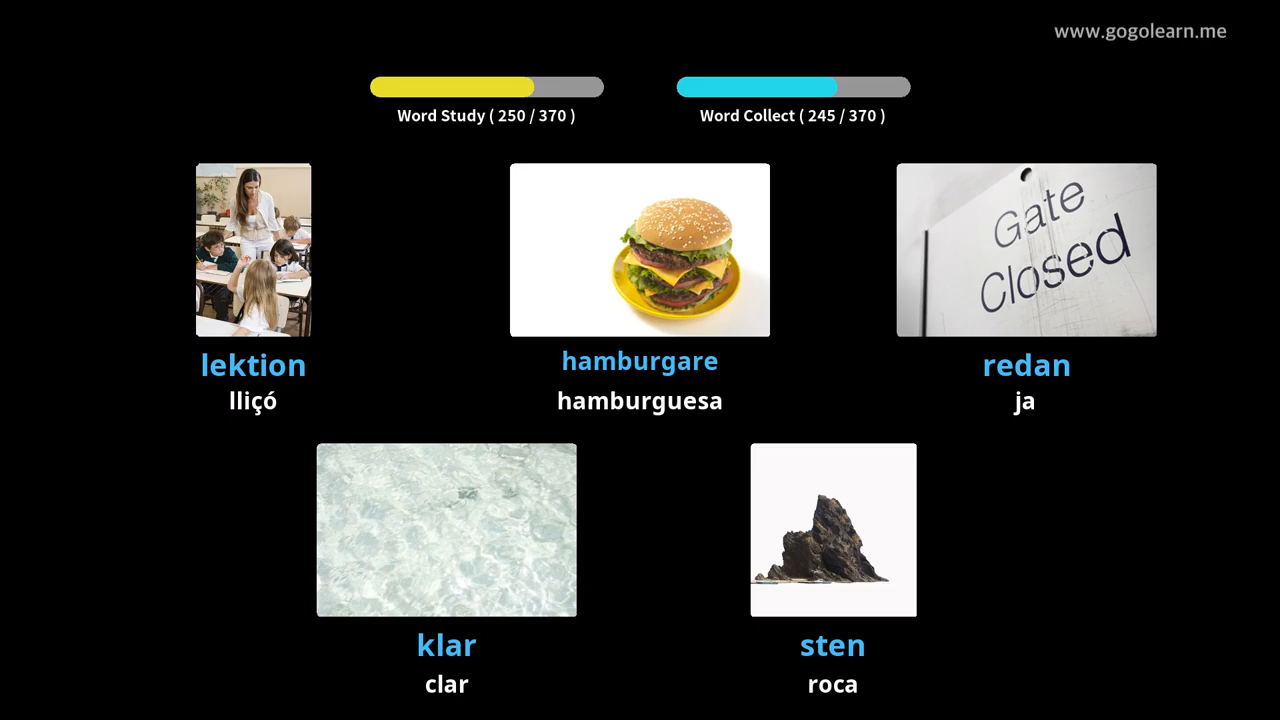 www.gogolearn.me
Word Study ( 250 / 370 )
Word Collect ( 245 / 370 )
Gate
Closed
lektion
lliçó
hamburgare
hamburguesa
redan
ja
klar
clar
sten
roca